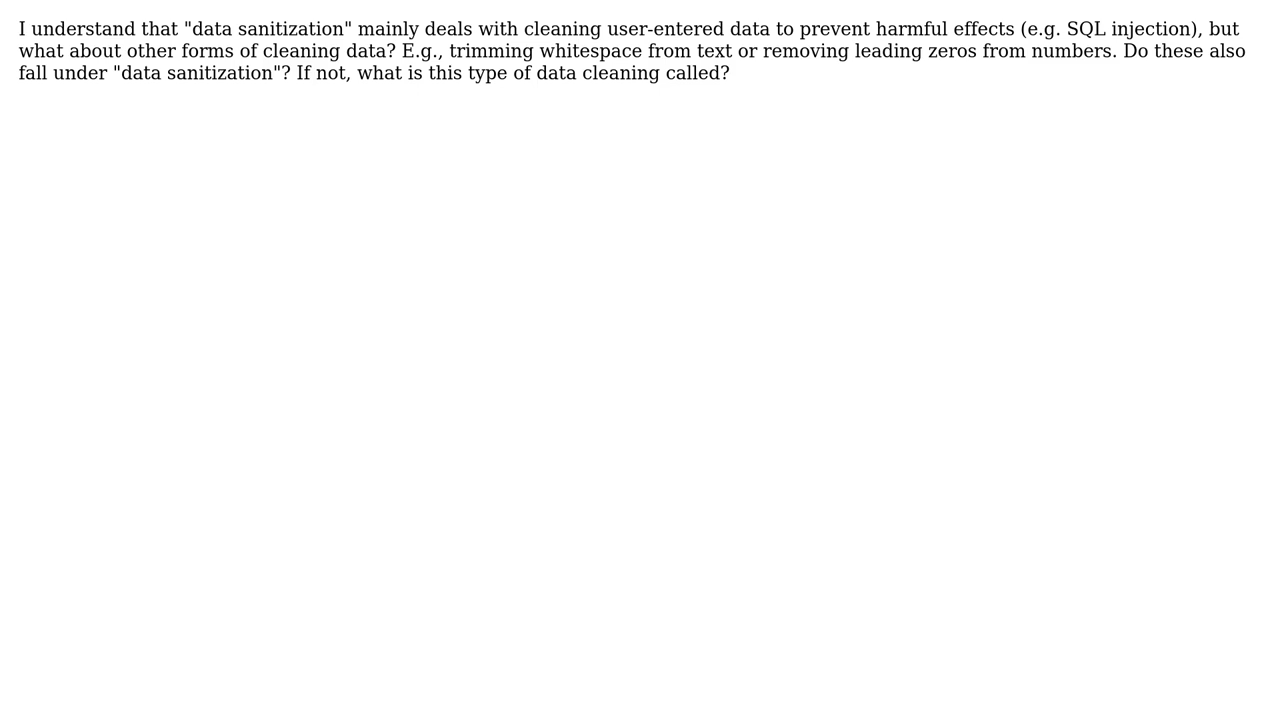 I understand that "data sanitization" mainly deals with cleaning user-entered data to prevent harmful effects (e.g. SQL injection), but
what about other forms of cleaning data? E.g., trimming whitespace from text or removing leading zeros from numbers. Do these also
fall under "data sanitization"? If not, what is this type of data cleaning called?